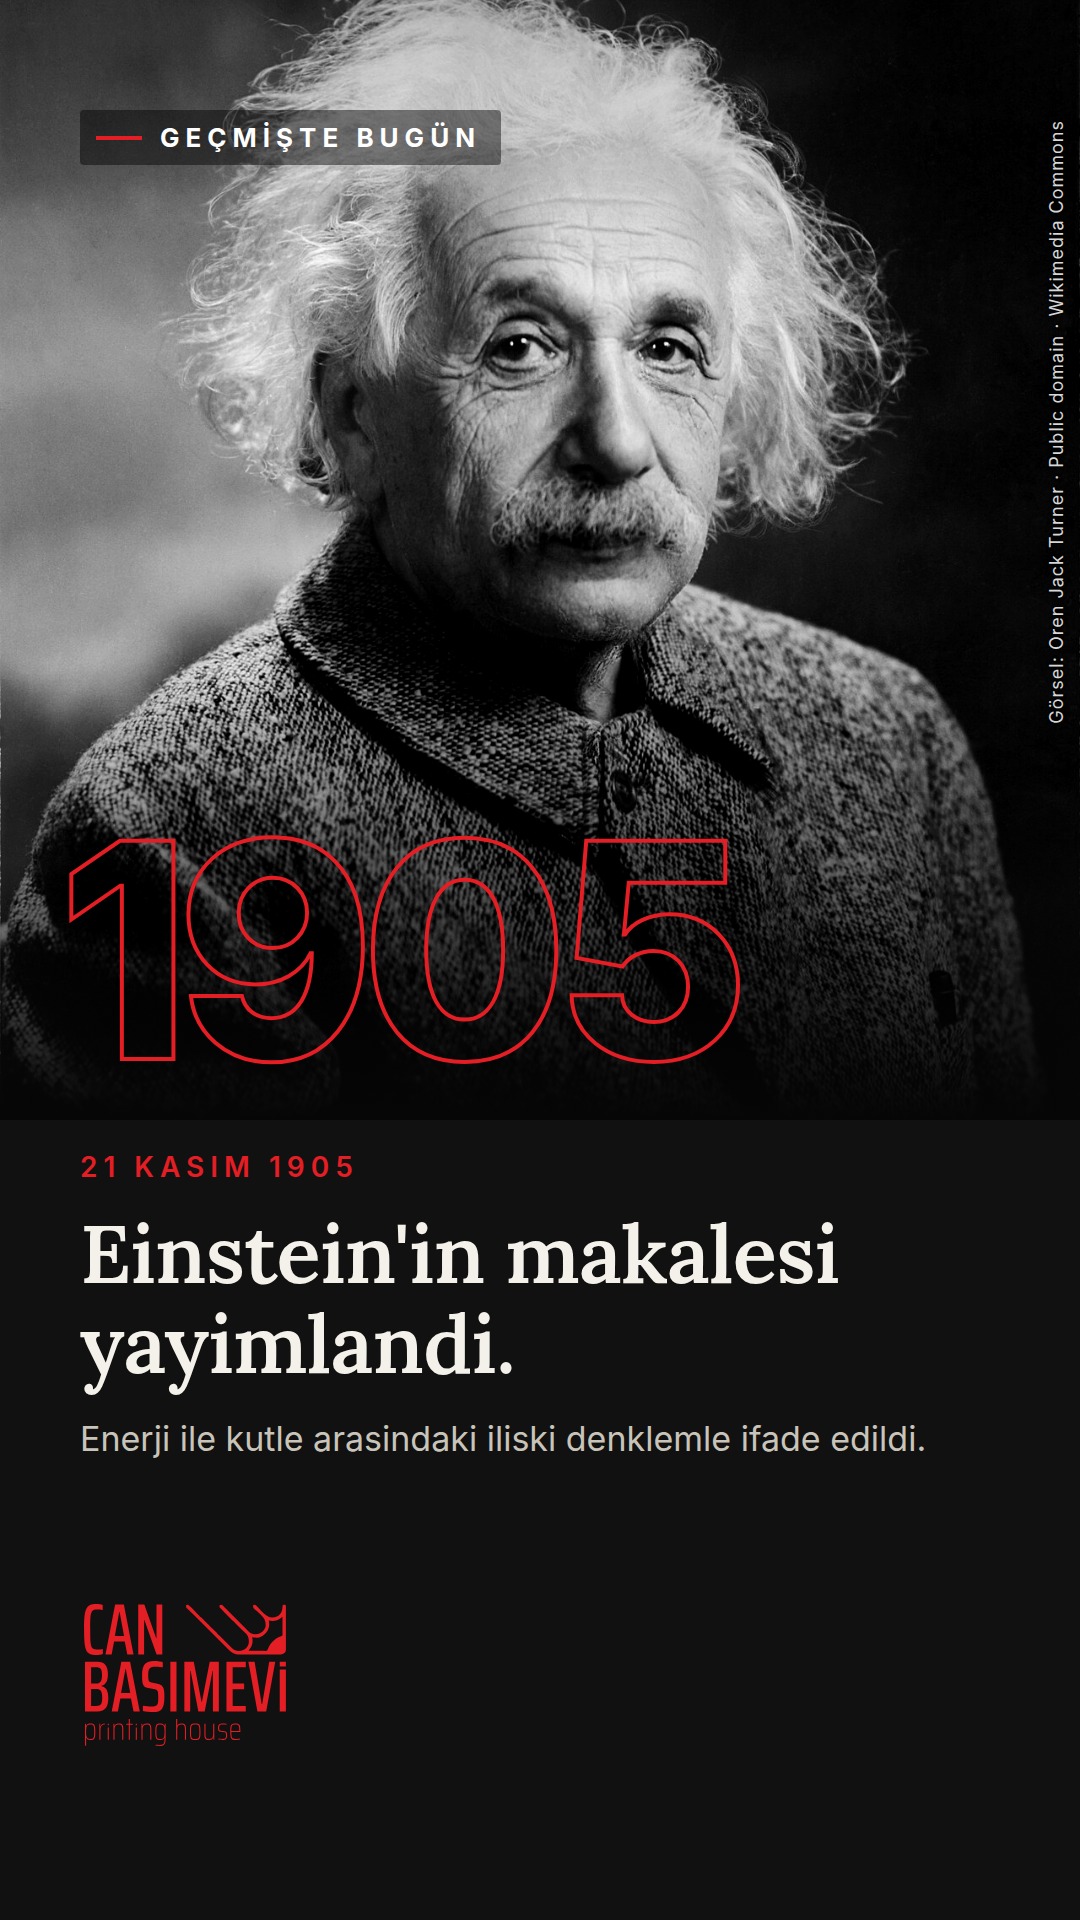 GEÇMİŞTE BUGÜN
Görsel: Oren Jack Turner · Public domain · Wikimedia Commons
1905
21 KASIM 1905
Einstein'in makalesi
yayimlandi.
Enerji ile kutle arasindaki iliski denklemle ifade edildi.
CAN
BASIMEVİ
printing house